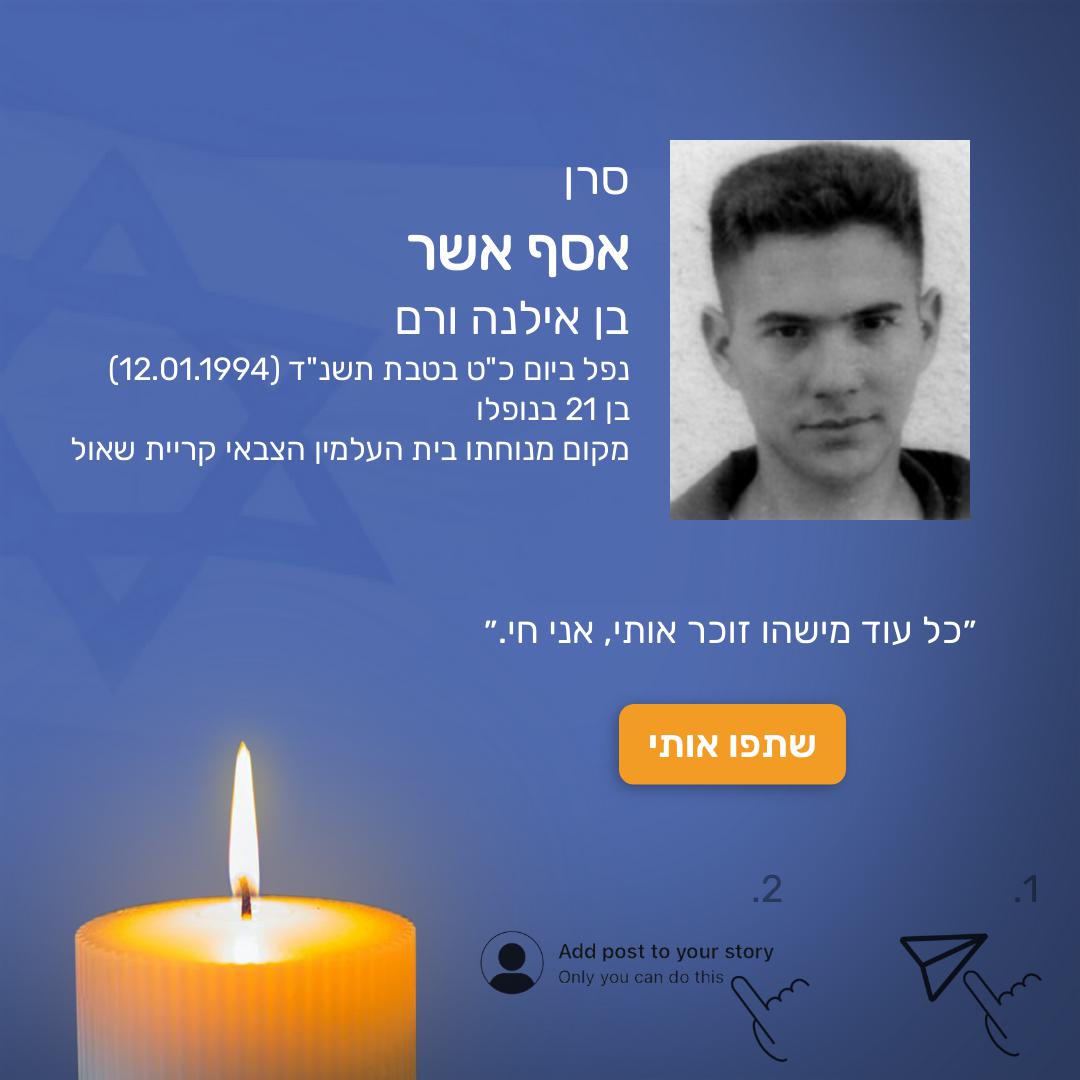 סרן
אסף אשר
בן אילנה ורם
נפל ביום כ"ט בטבת תשנ"ד (12.01.1994)
בן 21 בנופלו
מקום מנוחתו בית העלמין הצבאי קריית שאול
״כל עוד מישהו זוכר אותי, אני חי.״
שתפו אותי
1.
2.
Add post to your story
Only you can do this